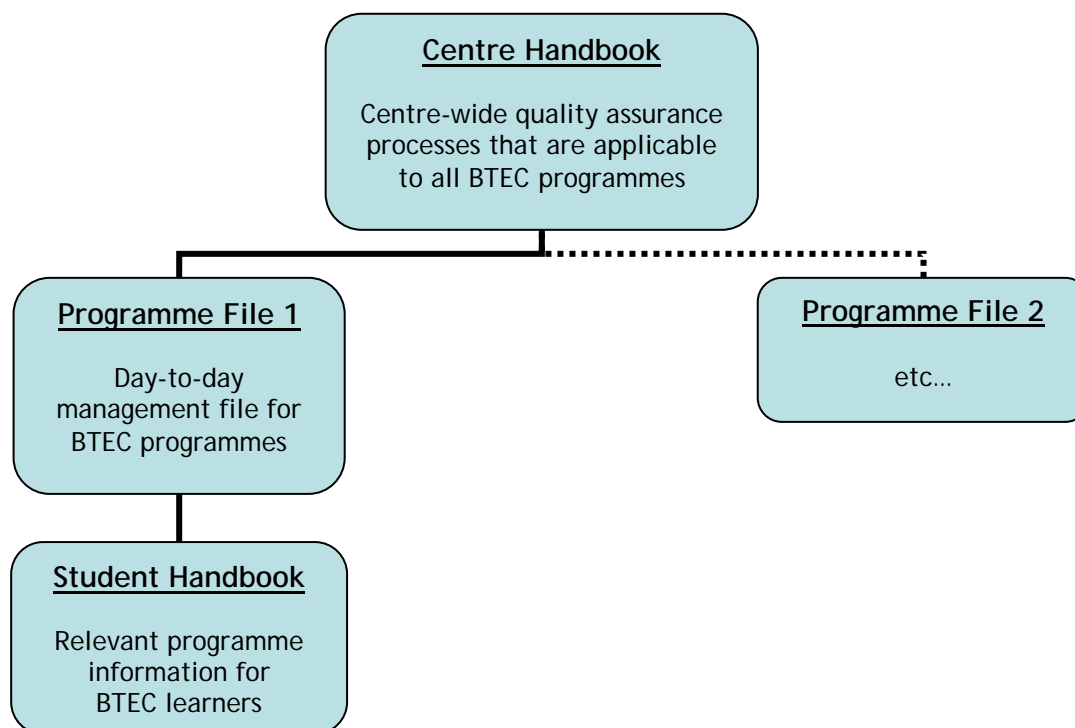 Centre Handbook
Centre-wide quality assurance
processes that are applicable
to all BTEC programmes
Programme File 1
Day-to-day
management file for
BTEC programmes
Programme File 2
etc...
Student Handbook
Relevant programme
information for
BTEC learners